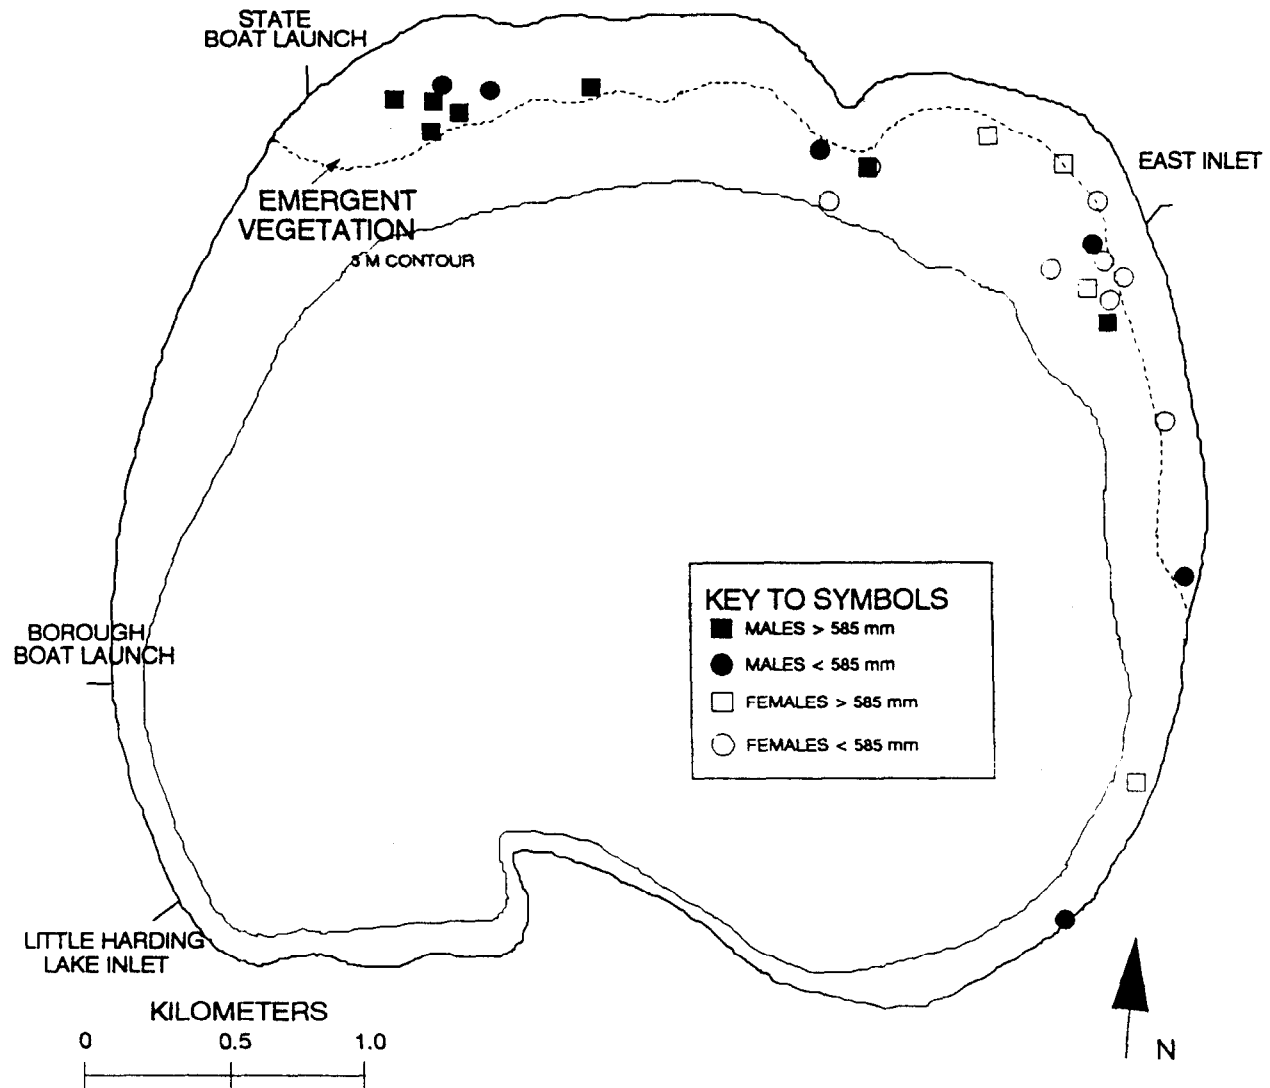 STATE
BOAT LAUNCH
EAST INLET
EMERGENT
VEGETATION
3 M CONTOUR
KEY TO SYMBOLS
MALES > 585 mm
MALES < 585 mm
FEMALES > 585 mm
FEMALES < 585 mm
BOROUGH
BOAT LAUNCH
LITTLE HARDING
LAKE INLET
KILOMETERS
0 0.5 1.0
N